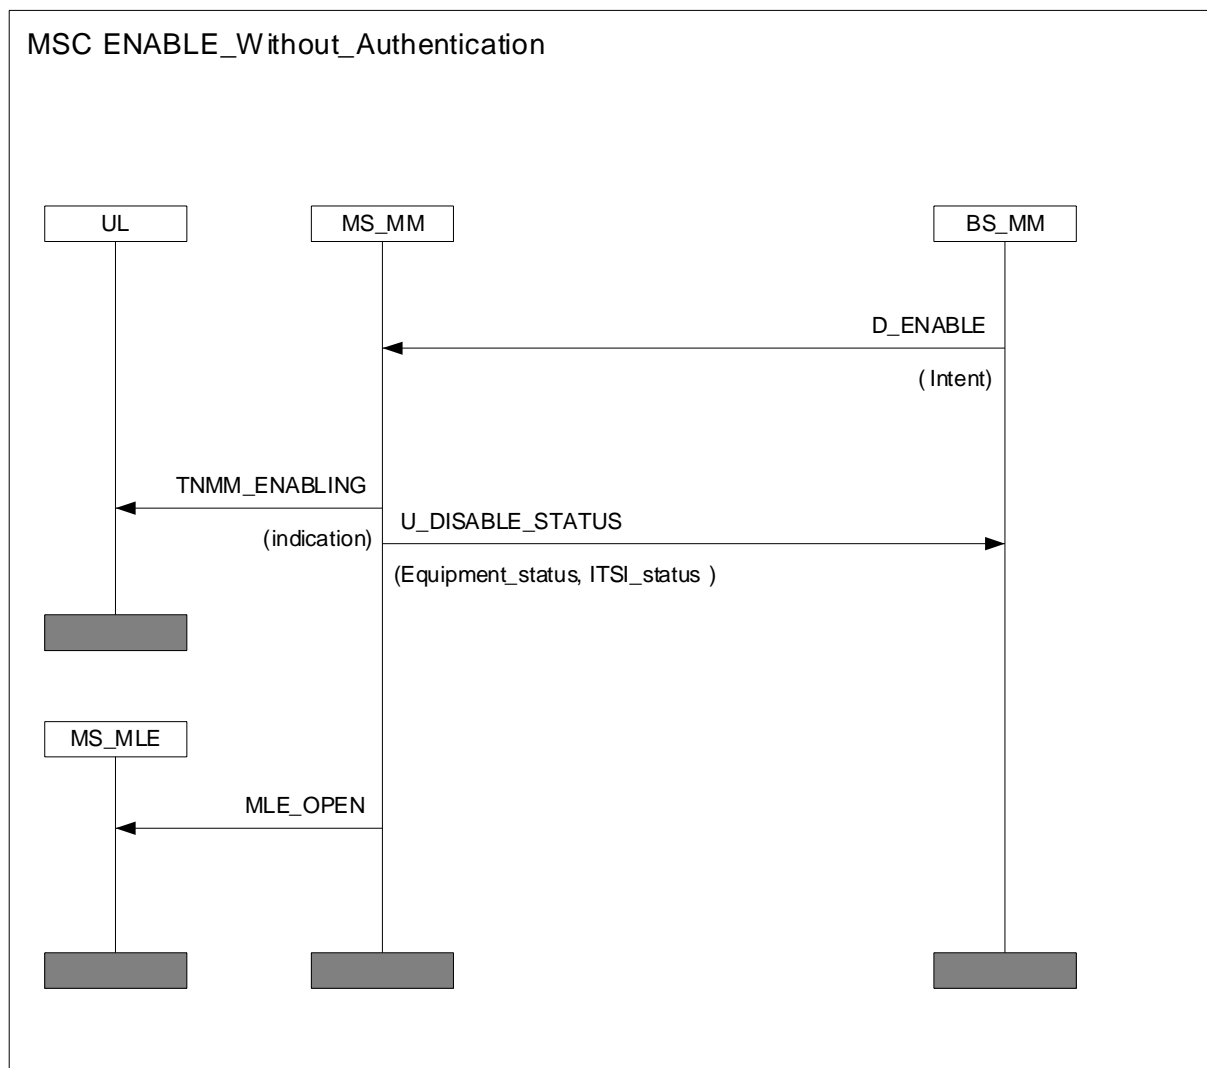 MSC ENABLE_Without_Authentication
UL
MS_MM
BS_MM
D_ENABLE
( Intent)
TNMM_ENABLING
(indication)
U_DISABLE_STATUS
(Equipment_status, ITSI_status )
MS_MLE
MLE_OPEN